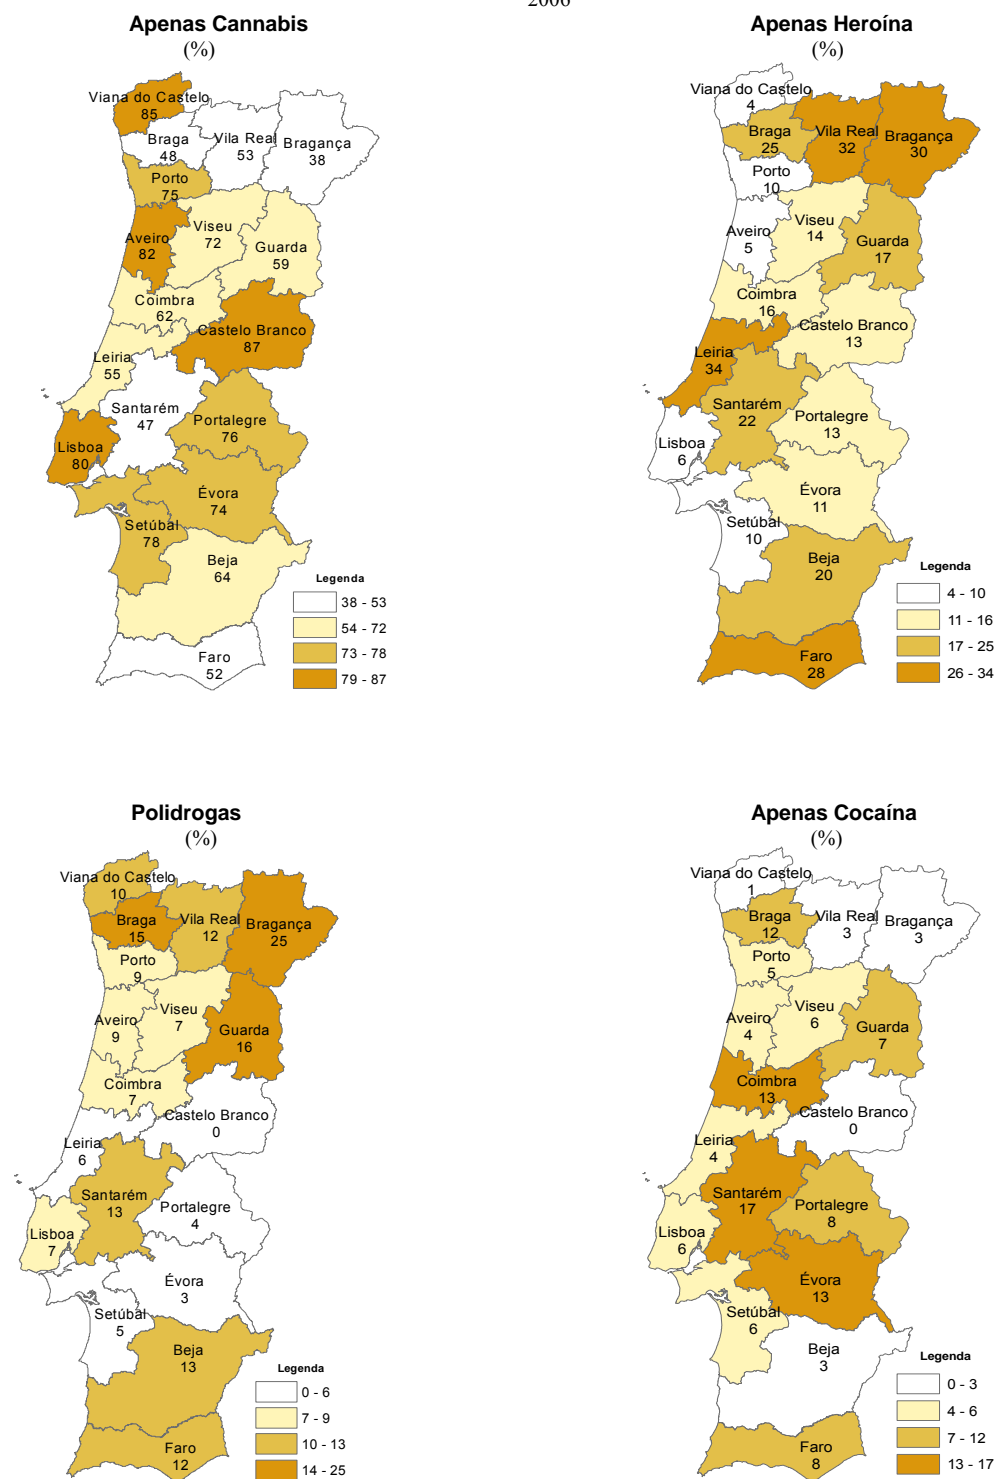 2006
Apenas Cannabis
(%)
Viana do Castelo
85
Braga
48
Vila Real
53
Bragança
38
Porto
75
Aveiro
82
Viseu
72
Guarda
59
Coimbra
62
Castelo Branco
87
Leiria
55
Santarém
47
Portalegre
76
Lisboa
80
Évora
74
Setúbal
78
Beja
64
Faro
52
Legenda
38 - 53
54 - 72
73 - 78
79 - 87
Apenas Heroína
(%)
Viana do Castelo
4
Braga
25
Vila Real
32
Bragança
30
Porto
10
Aveiro
5
Viseu
14
Guarda
17
Coimbra
16
Castelo Branco
13
Leiria
34
Santarém
22
Portalegre
13
Lisboa
6
Évora
11
Setúbal
10
Beja
20
Faro
28
Legenda
4 - 10
11 - 16
17 - 25
26 - 34
Polidrogas
(%)
Viana do Castelo
10
Braga
15
Vila Real
12
Bragança
25
Porto
9
Aveiro
9
Viseu
7
Guarda
16
Coimbra
7
Castelo Branco
0
Leiria
6
Santarém
13
Portalegre
4
Lisboa
7
Évora
3
Setúbal
5
Beja
13
Faro
12
Legenda
0 - 6
7 - 9
10 - 13
14 - 25
Apenas Cocaína
(%)
Viana do Castelo
1
Braga
12
Vila Real
3
Bragança
3
Porto
5
Aveiro
4
Viseu
6
Guarda
7
Coimbra
13
Castelo Branco
0
Leiria
4
Santarém
17
Portalegre
8
Lisboa
6
Évora
13
Setúbal
6
Beja
3
Faro
8
Legenda
0 - 3
4 - 6
7 - 12
13 - 17